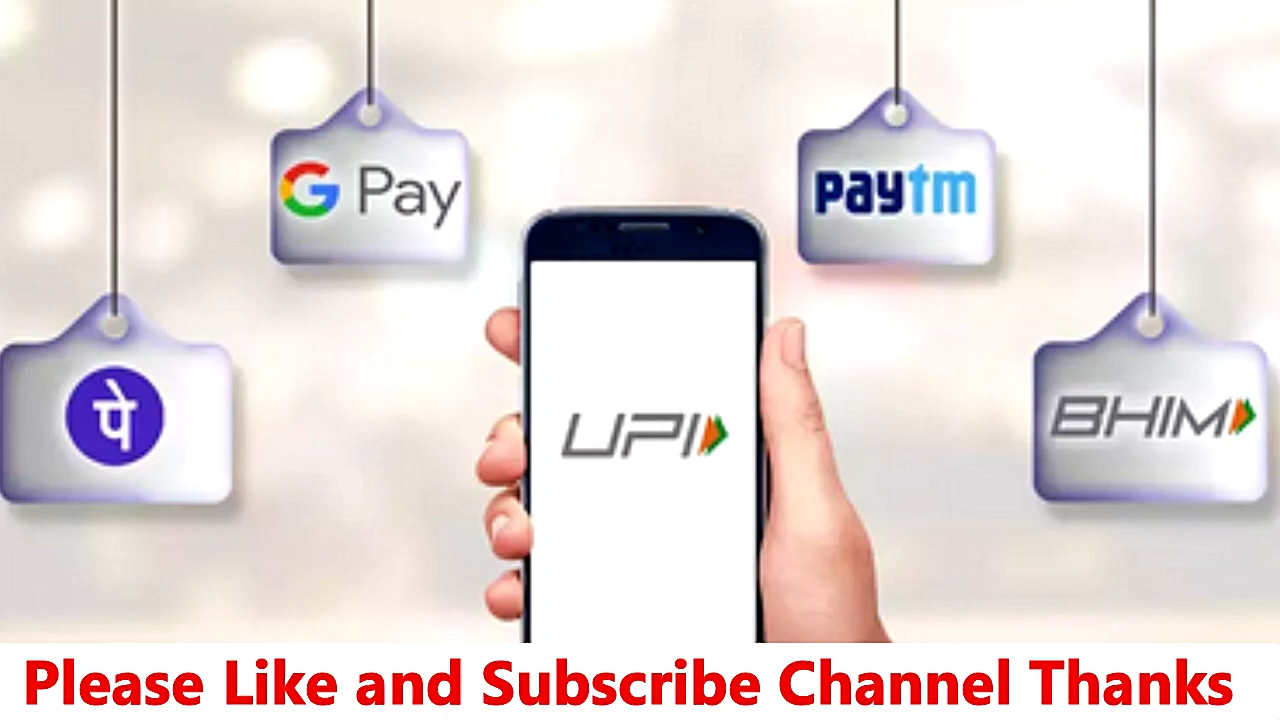 G Pay
paytm
पे
UPI
BHIM
Please Like and Subscribe Channel Thanks